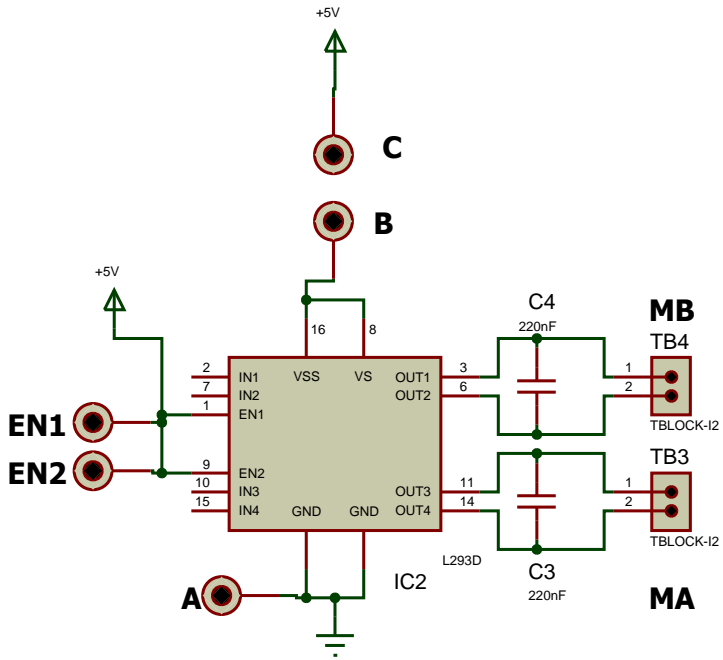 +5V
C
B
+5V
C4
220nF
MB
TB4
16
8
2
7
1
IN1
IN2
EN1
VSS
VS
OUT1
OUT2
3
6
1
2
TBLOCK-I2
EN1
EN2
9
10
15
EN2
IN3
IN4
GND
GND
OUT3
OUT4
11
14
TB3
1
2
TBLOCK-I2
L293D
IC2
C3
220nF
A
MA